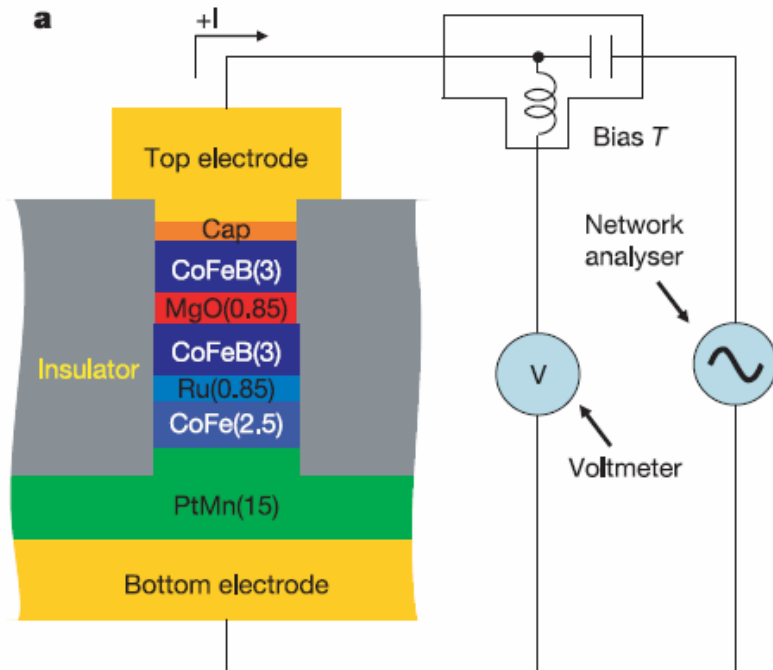 a
+I
Top electrode
Bias T
Cap
CoFeB(3)
Network
analyser
MgO(0.85)
CoFeB(3)
Insulator
V
Ru(0.85)
CoFe(2.5)
Voltmeter
PtMn(15)
Bottom electrode